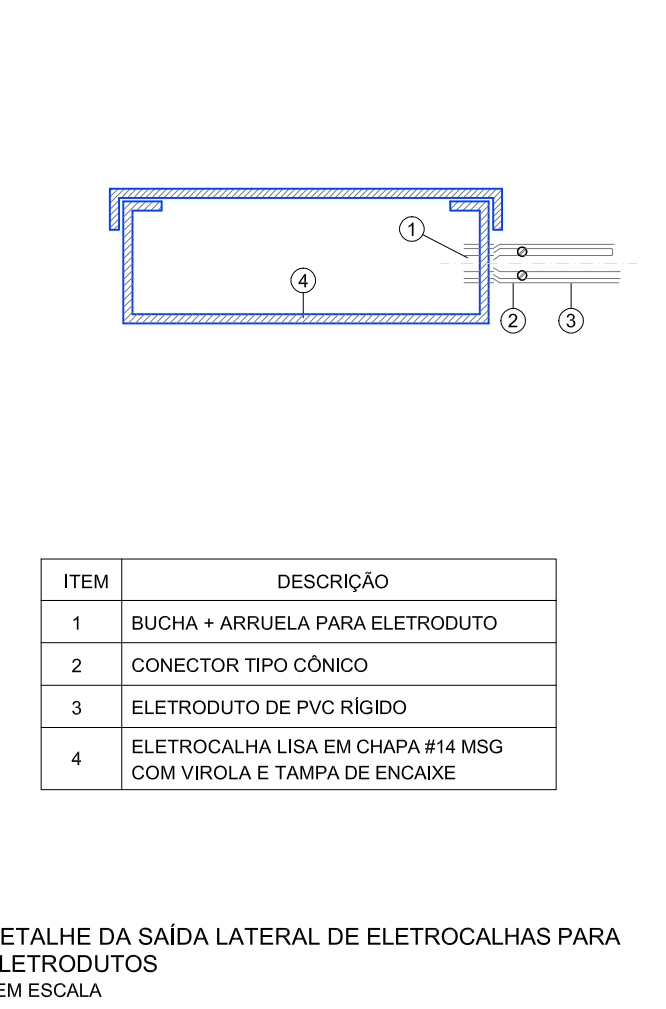 1
4
2 3
ITEM DESCRIÇÃO
1 BUCHA + ARRUELA PARA ELETRODUTO
2 CONECTOR TIPO CÔNICO
3 ELETRODUTO DE PVC RÍGIDO
4 ELETROCALHA LISA EM CHAPA #14 MSG
COM VIROLA E TAMPA DE ENCAIXE
ETALHE DA SAÍDA LATERAL DE ELETROCALHAS PARA
LETRODUTOS
EM ESCALA